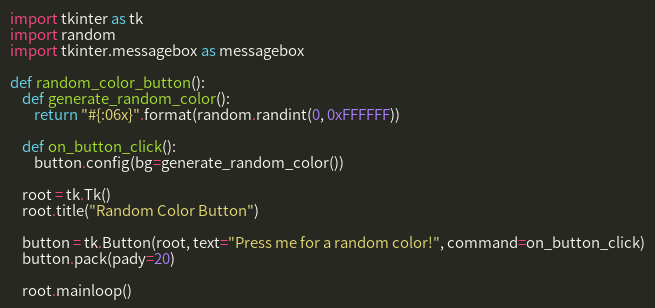 import tkinter as tk
import random
import tkinter.messagebox as messagebox

def random_color_button():
    def generate_random_color():
        return "#{:06x}".format(random.randint(0, 0xFFFFFF))

    def on_button_click():
        button.config(bg=generate_random_color())

    root = tk.Tk()
    root.title("Random Color Button")

    button = tk.Button(root, text="Press me for a random color!", command=on_button_click)
    button.pack(pady=20)

    root.mainloop()